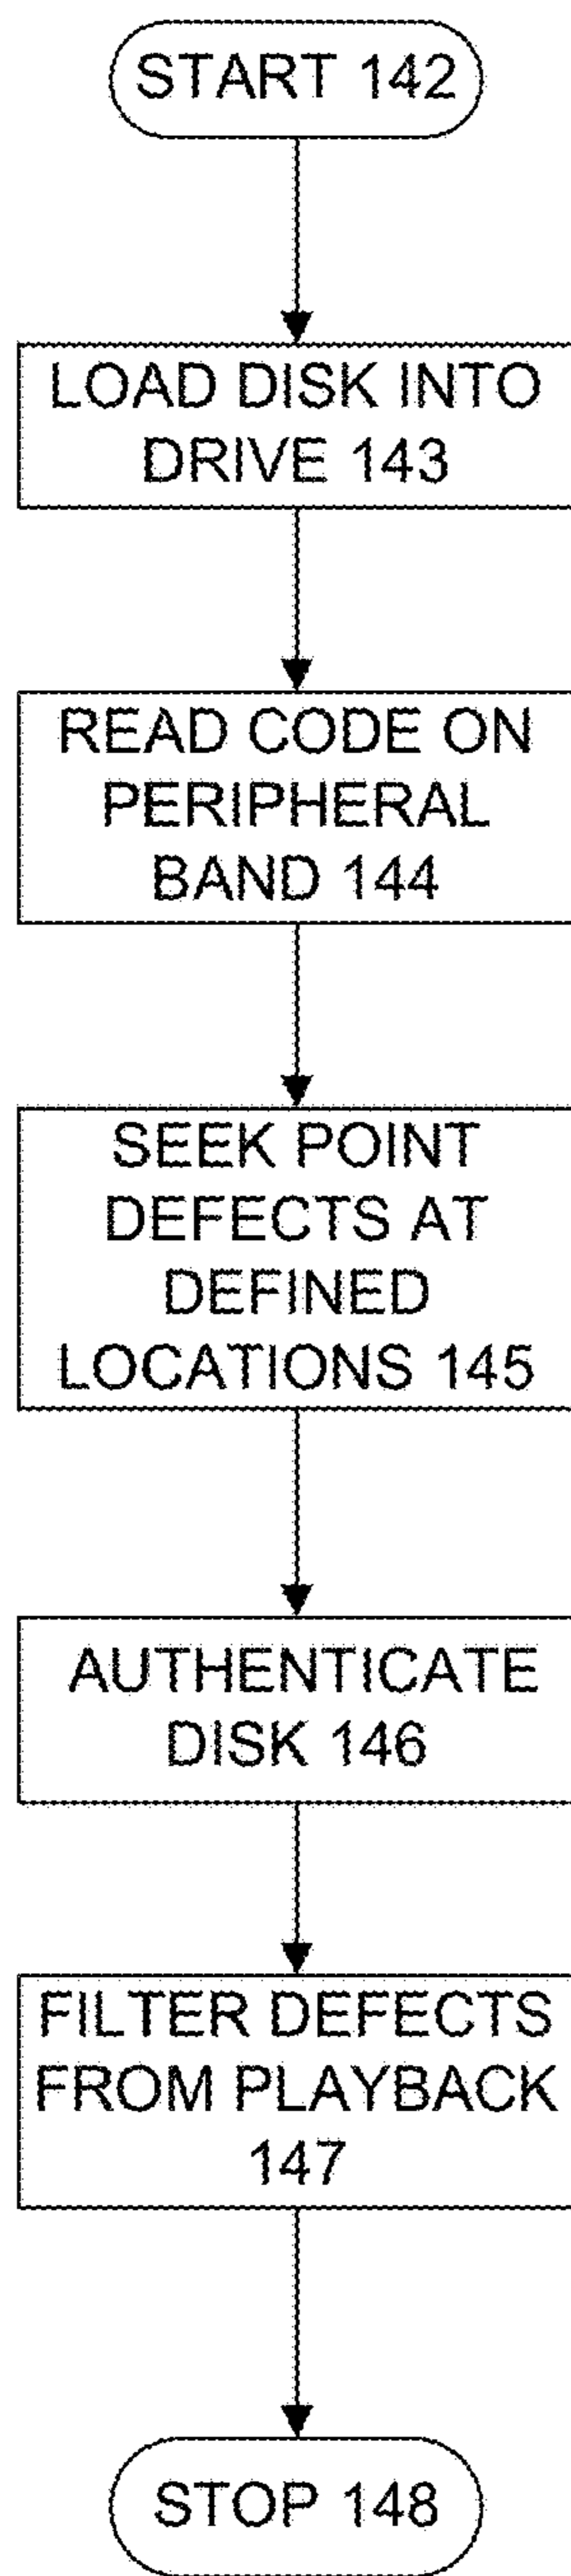 START 142
LOAD DISK INTO
DRIVE 143
READ CODE ON
PERIPHERAL
BAND 144
SEEK POINT
DEFECTS AT
DEFINED
LOCATIONS 145
AUTHENTICATE
DISK 146
FILTER DEFECTS
FROM PLAYBACK
147
STOP 148